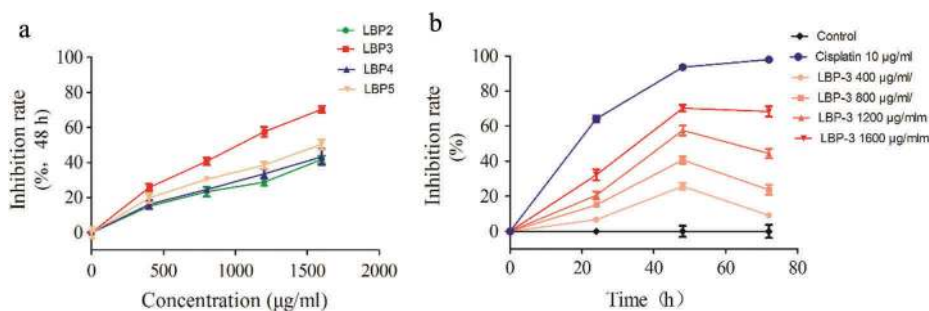 a
LBP2
LBP3
LBP4
LBP5
100
80
60
40
20
0
Inhibition rate
(%, 48 h)
0
500
1000
1500
2000
Concentration (μg/ml)
b
Control
Cisplatin 10 μg/ml
LBP-3 400 μg/ml/
LBP-3 800 μg/ml/
LBP-3 1200 μg/mlm
LBP-3 1600 μg/mlm
100
80
60
40
20
0
Inhibition rate
(%)
0
20
40
60
80
Time (h)